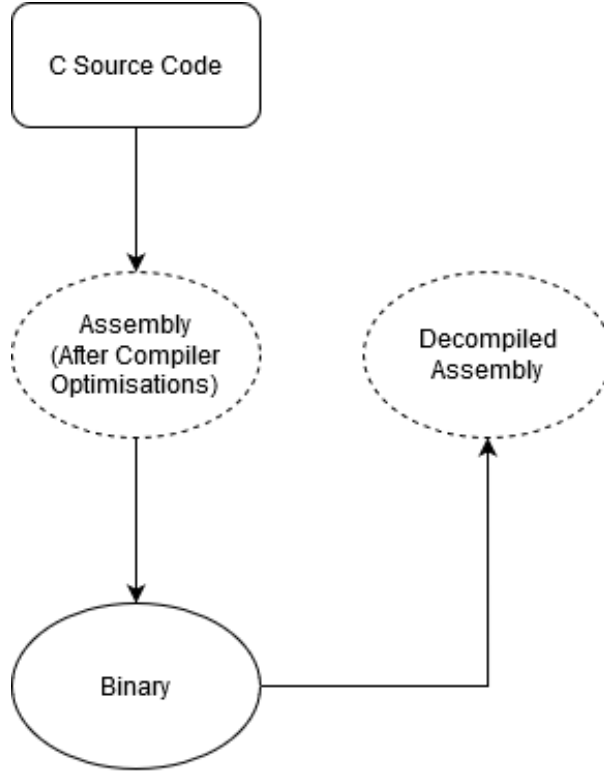 C Source Code
Assembly
(After Compiler
Optimisations)
Decompiled
Assembly
Binary